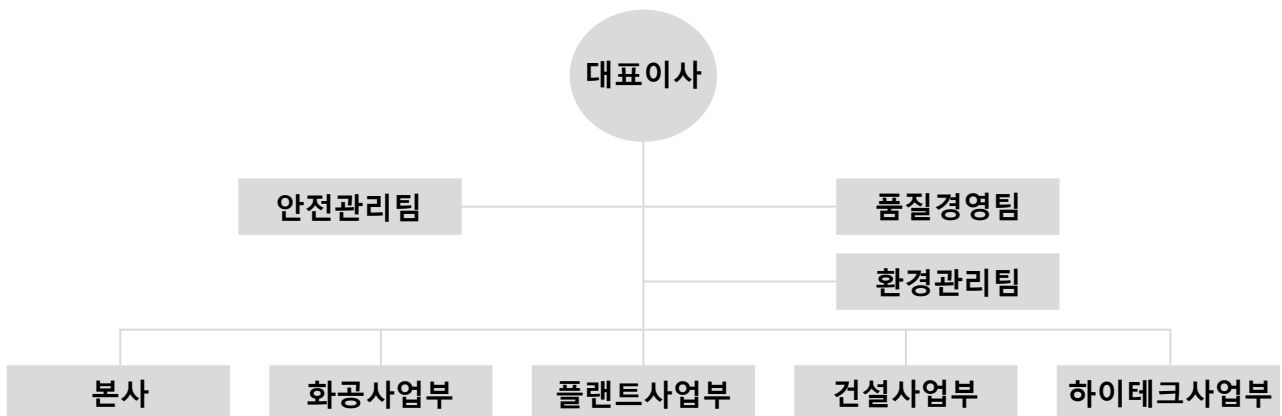 대표이사
안전관리팀
품질경영팀
환경관리팀
본사
화공사업부
플랜트사업부
건설사업부
하이테크사업부